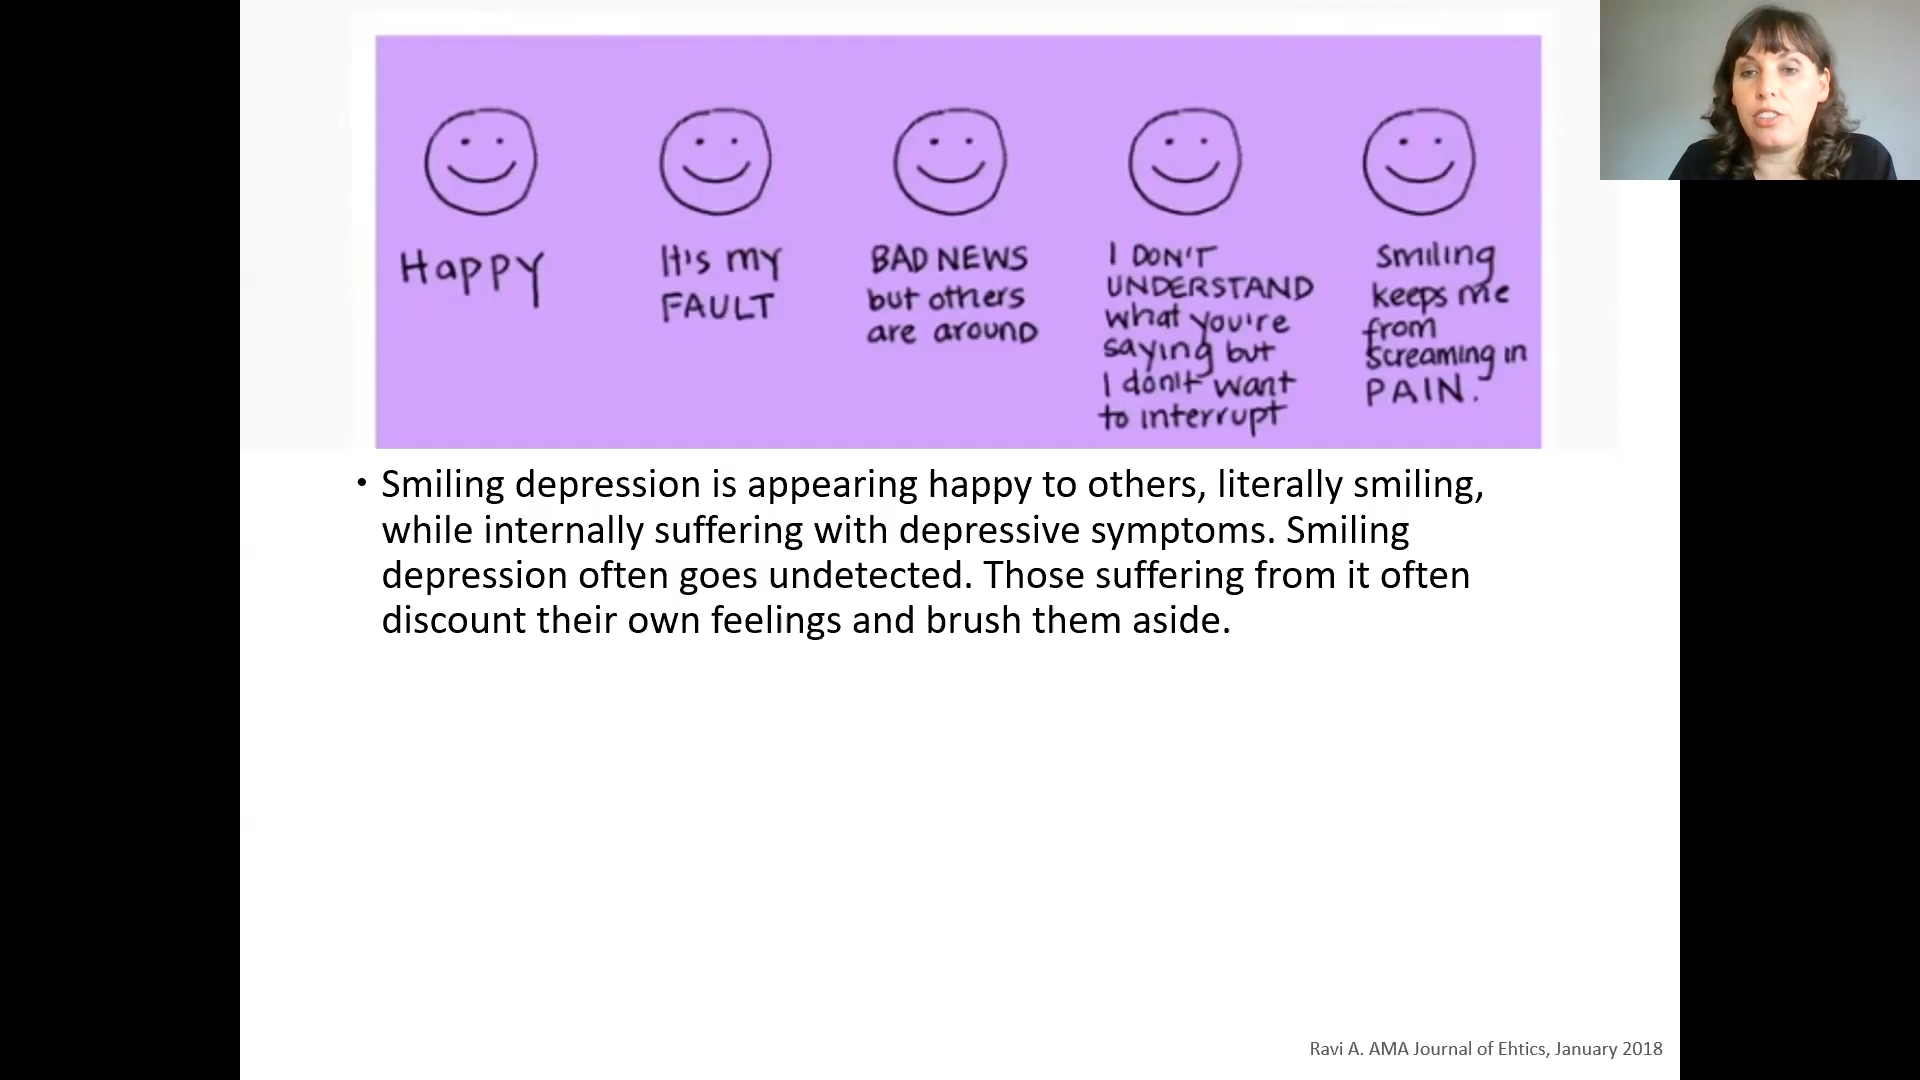 Happy
It's my
FAULT
BAD NEWS
but others
are around
I DON'T
UNDERSTAND
what you're
saying but
I don't want
to interrupt
Smiling
keeps me
from
screaming in
PAIN.
• Smiling depression is appearing happy to others, literally smiling,
while internally suffering with depressive symptoms. Smiling
depression often goes undetected. Those suffering from it often
discount their own feelings and brush them aside.
Ravi A. AMA Journal of Ehtics, January 2018